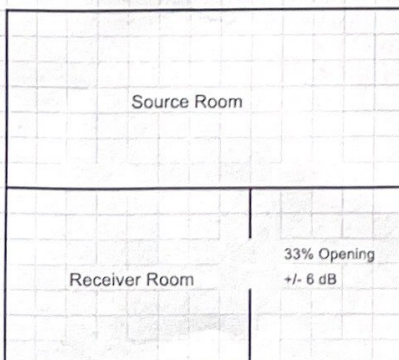 Source Room
33% Opening
Receiver Room
+/- 6 dB